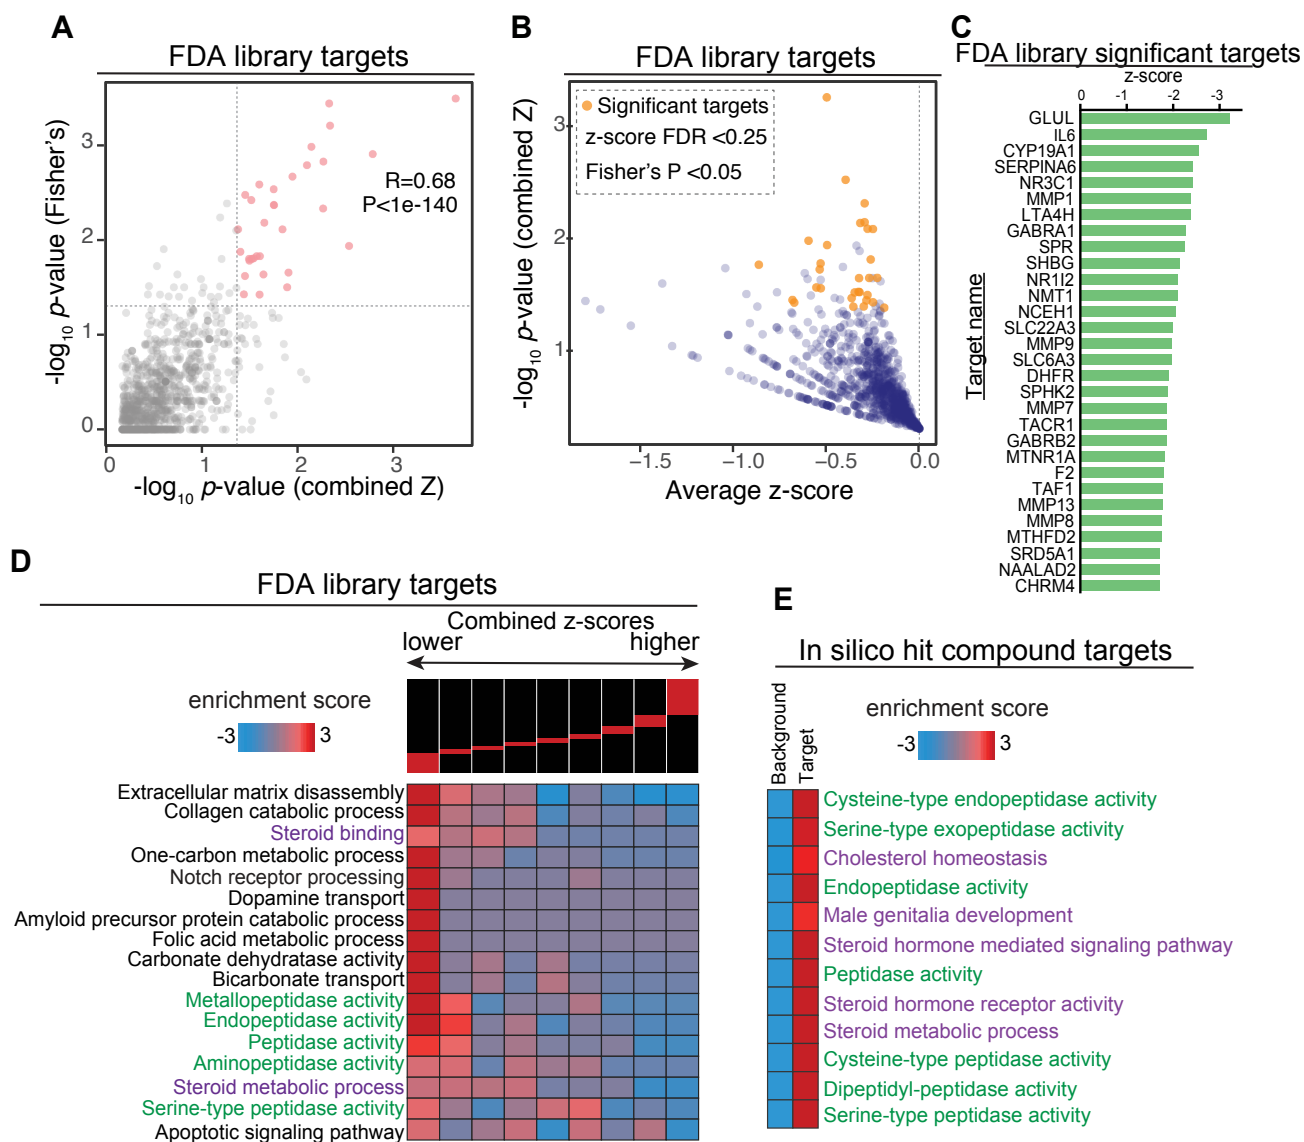 A
FDA library targets
-log10 p-value (Fisher's)
3
2
1
0
R=0.68
P<1e-140
0
1
2
3
-log10 p-value (combined Z)
B
FDA library targets
-log10 p-value (combined Z)
3
2
1
Significant targets
z-score FDR <0.25
Fisher's P <0.05
−1.5
−1.0
−0.5
0.0
Average z-score
C
FDA library significant targets
z-score
0
-1
-2
-3
Target name
GLUL
IL6
CYP19A1
SERPINA6
NR3C1
MMP1
LTA4H
GABRA1
SPR
SHBG
NR1I2
NMT1
NCEH1
SLC22A3
MMP9
SLC6A3
DHFR
SPHK2
MMP7
TACR1
GABRB2
MTNR1A
F2
TAF1
MMP13
MMP8
MTHFD2
SRD5A1
NAALAD2
CHRM4
D
FDA library targets
Combined z-scores
lower
higher
enrichment score
-3
3
Extracellular matrix disassembly
Collagen catabolic process
Steroid binding
One-carbon metabolic process
Notch receptor processing
Dopamine transport
Amyloid precursor protein catabolic process
Folic acid metabolic process
Carbonate dehydratase activity
Bicarbonate transport
Metallopeptidase activity
Endopeptidase activity
Peptidase activity
Aminopeptidase activity
Steroid metabolic process
Serine-type peptidase activity
Apoptotic signaling pathway
E
In silico hit compound targets
Background
Target
enrichment score
-3
3
Cysteine-type endopeptidase activity
Serine-type exopeptidase activity
Cholesterol homeostasis
Endopeptidase activity
Male genitalia development
Steroid hormone mediated signaling pathway
Peptidase activity
Steroid hormone receptor activity
Steroid metabolic process
Cysteine-type peptidase activity
Dipeptidyl-peptidase activity
Serine-type peptidase activity